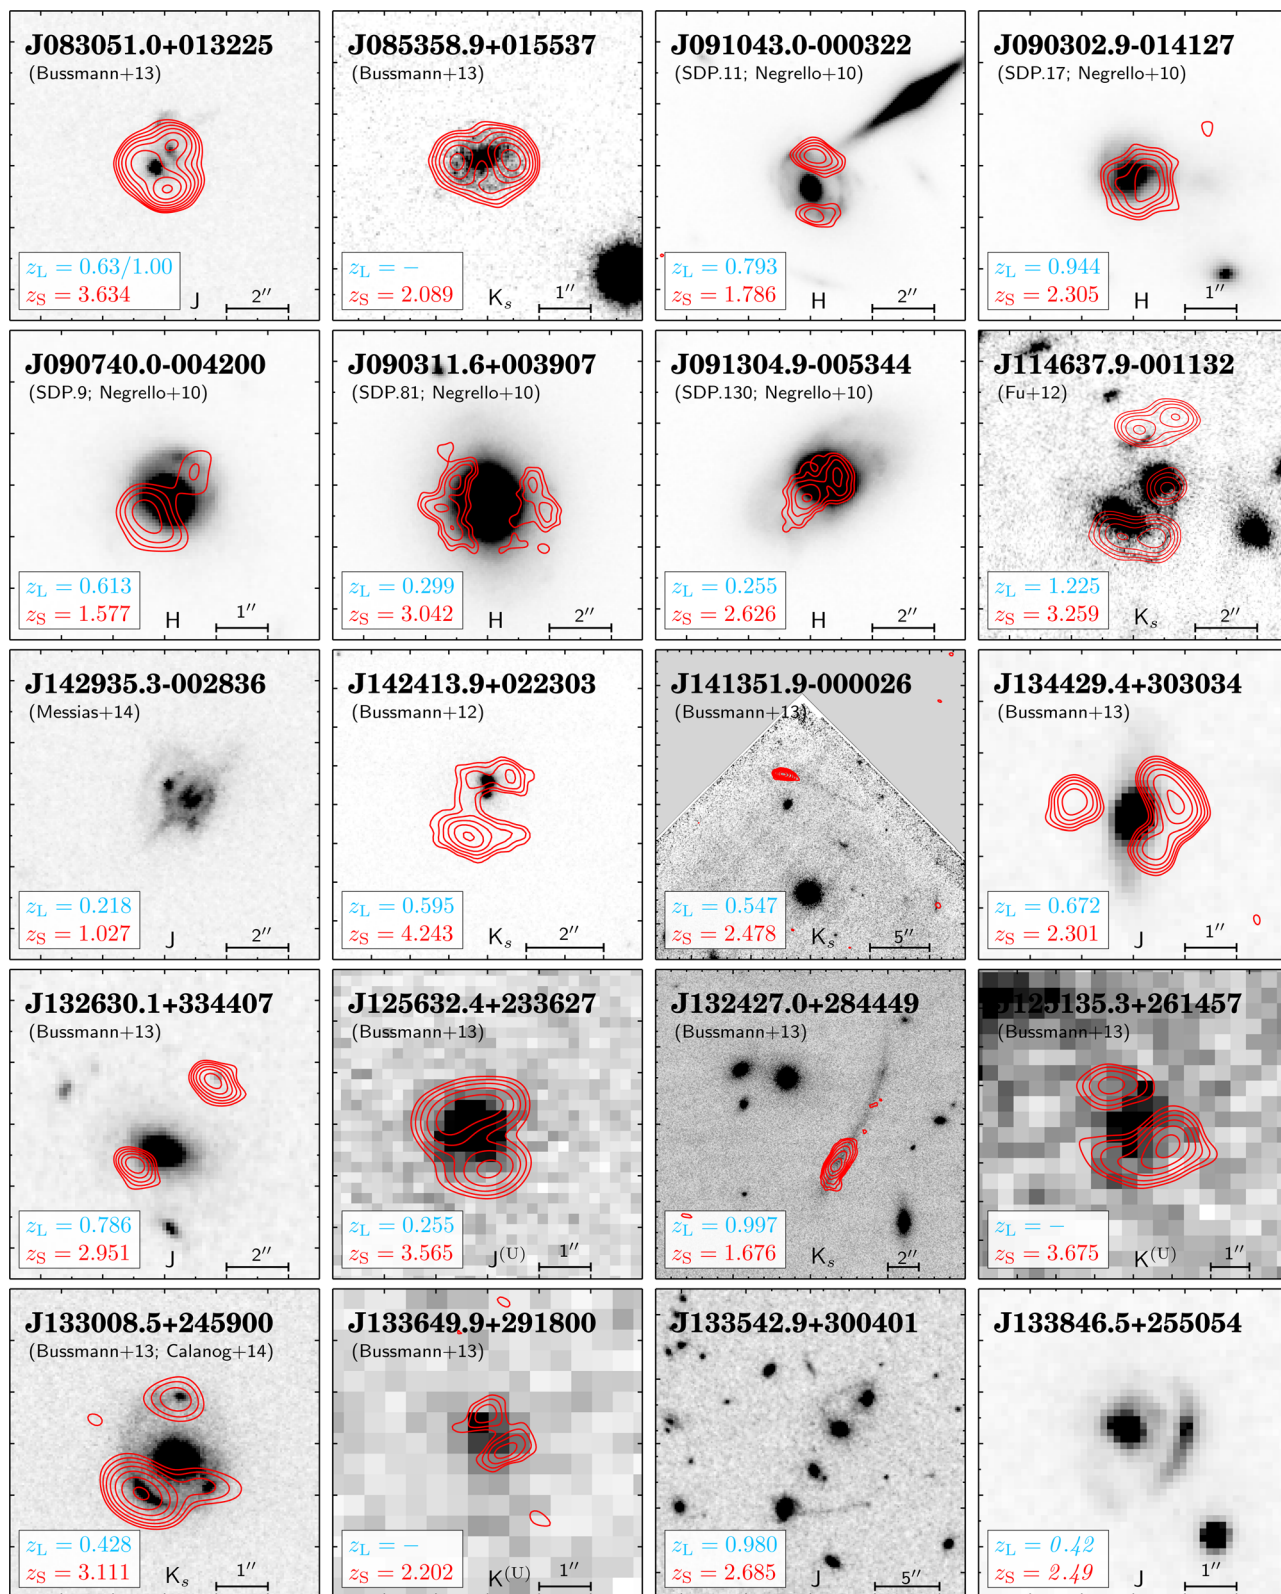 J083051.0+013225
(Bussmann+13)
z_L = 0.63/1.00
z_S = 3.634
J
2″
J085358.9+015537
(Bussmann+13)
z_L = –
z_S = 2.089
K_s
1″
J091043.0-000322
(SDP.11; Negrello+10)
z_L = 0.793
z_S = 1.786
H
2″
J090302.9-014127
(SDP.17; Negrello+10)
z_L = 0.944
z_S = 2.305
H
1″
J090740.0-004200
(SDP.9; Negrello+10)
z_L = 0.613
z_S = 1.577
H
1″
J090311.6+003907
(SDP.81; Negrello+10)
z_L = 0.299
z_S = 3.042
H
2″
J091304.9-005344
(SDP.130; Negrello+10)
z_L = 0.255
z_S = 2.626
H
2″
J114637.9-001132
(Fu+12)
z_L = 1.225
z_S = 3.259
K_s
2″
J142935.3-002836
(Messias+14)
z_L = 0.218
z_S = 1.027
J
2″
J142413.9+022303
(Bussmann+12)
z_L = 0.595
z_S = 4.243
K_s
2″
J141351.9-000026
(Bussmann+13)
z_L = 0.547
z_S = 2.478
K_s
5″
J134429.4+303034
(Bussmann+13)
z_L = 0.672
z_S = 2.301
J
1″
J132630.1+334407
(Bussmann+13)
z_L = 0.786
z_S = 2.951
J
2″
J125632.4+233627
(Bussmann+13)
z_L = 0.255
z_S = 3.565
J^(U)
1″
J132427.0+284449
(Bussmann+13)
z_L = 0.997
z_S = 1.676
K_s
2″
J125135.3+261457
(Bussmann+13)
z_L = –
z_S = 3.675
K^(U)
1″
J133008.5+245900
(Bussmann+13; Calanog+14)
z_L = 0.428
z_S = 3.111
K_s
1″
J133649.9+291800
(Bussmann+13)
z_L = –
z_S = 2.202
K^(U)
1″
J133542.9+300401
z_L = 0.980
z_S = 2.685
J
5″
J133846.5+255054
z_L = 0.42
z_S = 2.49
J
1″